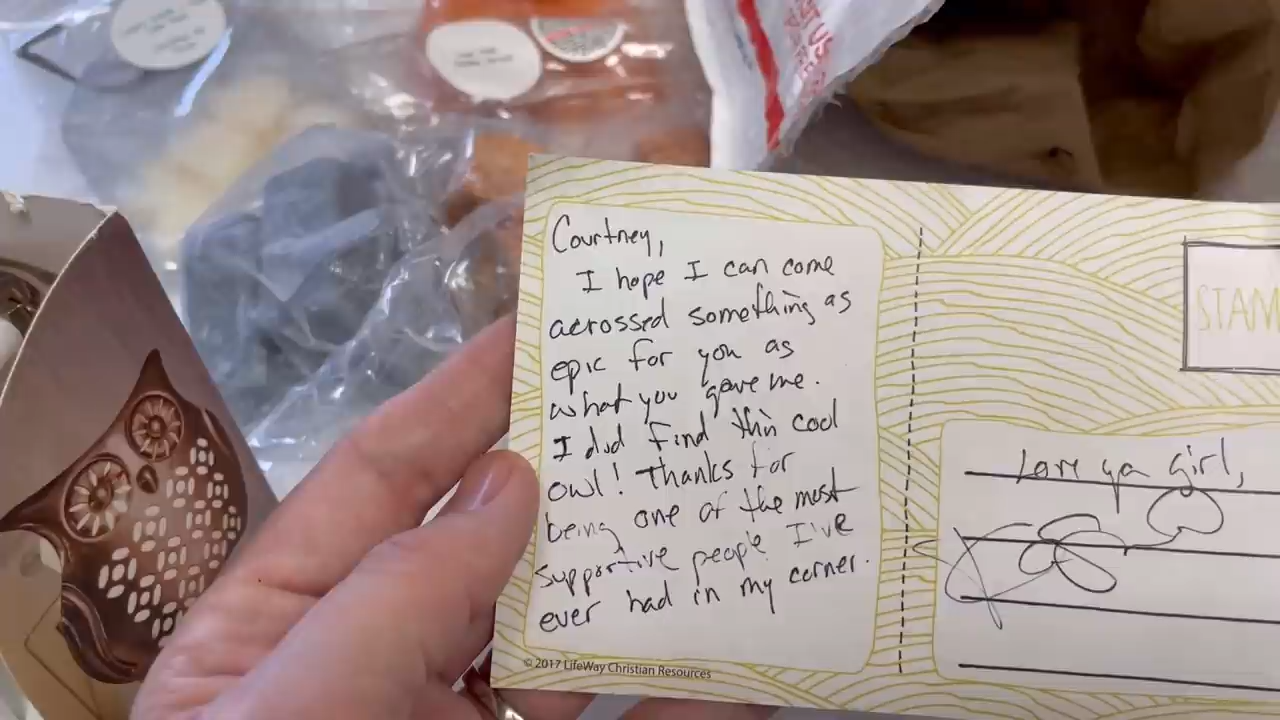 Courtney,
I hope I can come
acrossed something as
epic for you as
what you gave me.
I did find this cool
owl! Thanks for
being one of the most
supportive people I've
ever had in my corner.
STAM
Love ya girl,
© 2017 LifeWay Christian Resources